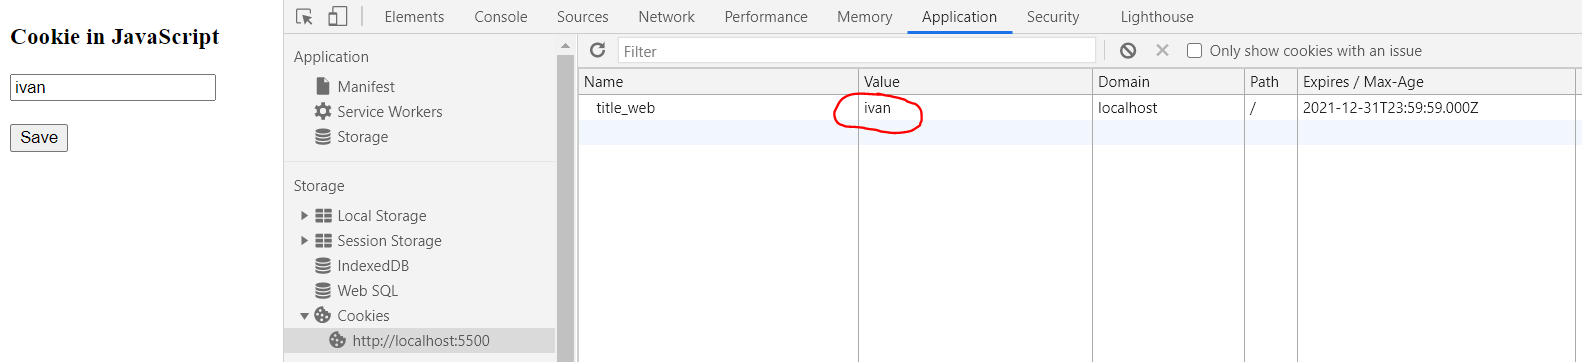 Cookie in JavaScript
ivan
Save
Elements Console Sources Network Performance Memory Application Security Lighthouse
Application
Manifest
Service Workers
Storage
Storage
Local Storage
Session Storage
IndexedDB
Web SQL
Cookies
http://localhost:5500
Filter Only show cookies with an issue
Name Value Domain Path Expires / Max-Age
title_web ivan localhost / 2021-12-31T23:59:59.000Z